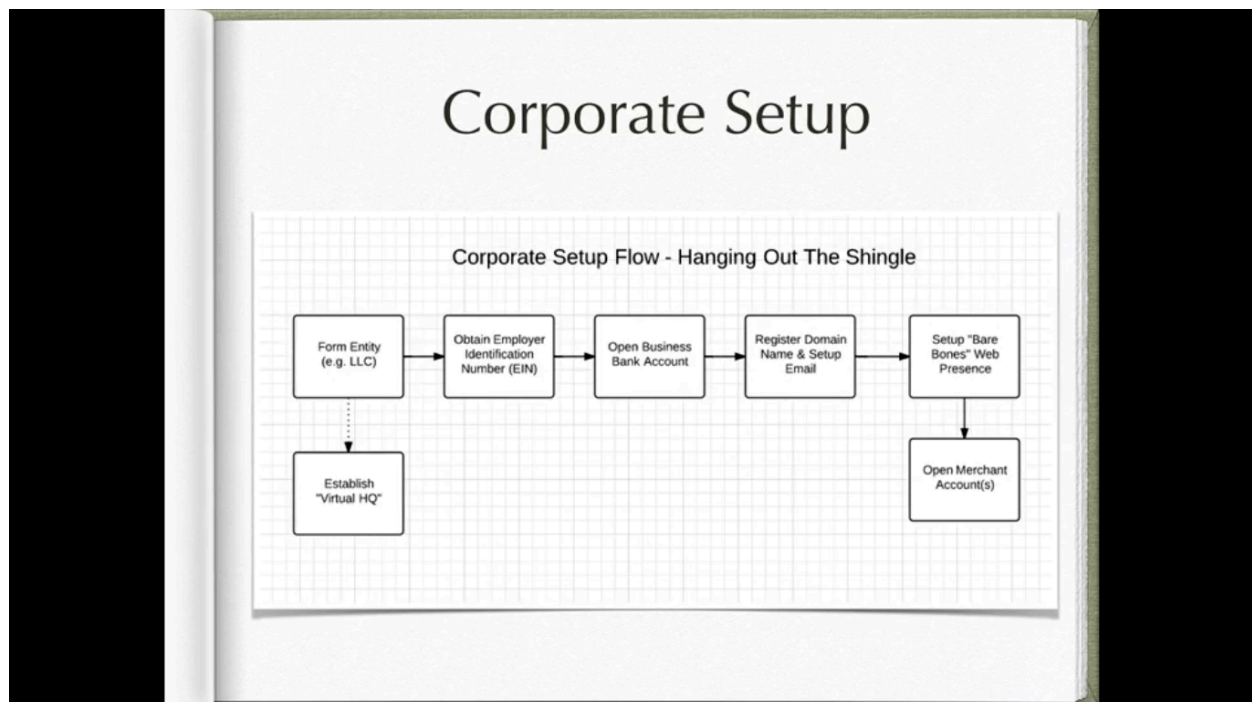 Corporate Setup
Corporate Setup Flow - Hanging Out The Shingle
Form Entity
(e.g. LLC)
Obtain Employer
Identification
Number (EIN)
Open Business
Bank Account
Register Domain
Name & Setup
Email
Setup "Bare
Bones" Web
Presence
Establish
"Virtual HQ"
Open Merchant
Account(s)